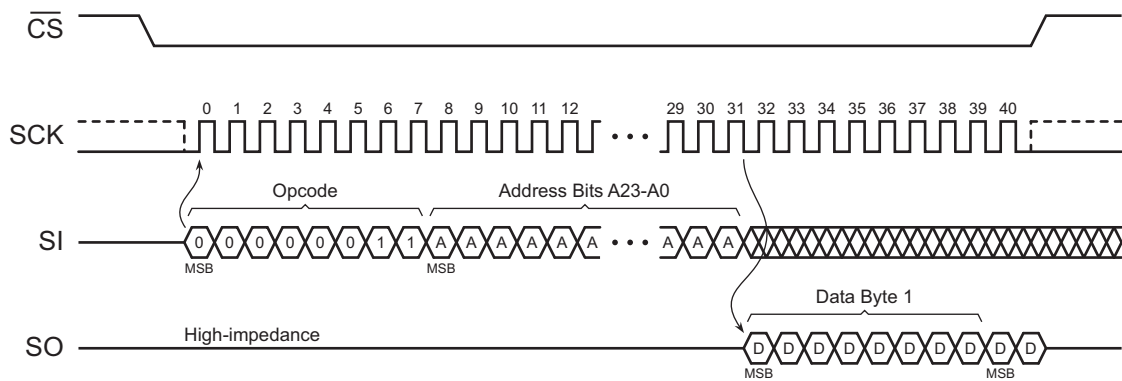 CS
0 1 2 3 4 5 6 7 8 9 10 11 12 29 30 31 32 33 34 35 36 37 38 39 40
SCK
Opcode Address Bits A23-A0
SI 0 0 0 0 0 0 1 1 A A A A A A A A A
MSB MSB
Data Byte 1
High-impedance
SO D D D D D D D D D D
MSB MSB